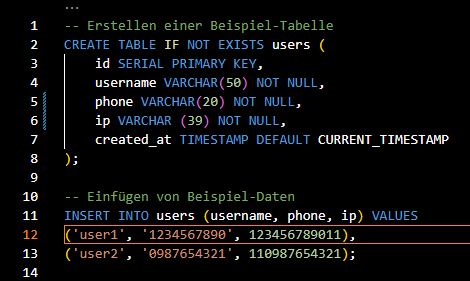 ...
1 -- Erstellen einer Beispiel-Tabelle
2 CREATE TABLE IF NOT EXISTS users (
3     id SERIAL PRIMARY KEY,
4     username VARCHAR(50) NOT NULL,
5     phone VARCHAR(20) NOT NULL,
6     ip VARCHAR (39) NOT NULL,
7     created_at TIMESTAMP DEFAULT CURRENT_TIMESTAMP
8 );
9
10 -- Einfügen von Beispiel-Daten
11 INSERT INTO users (username, phone, ip) VALUES
12 ('user1', '1234567890', 123456789011),
13 ('user2', '0987654321', 110987654321);
14